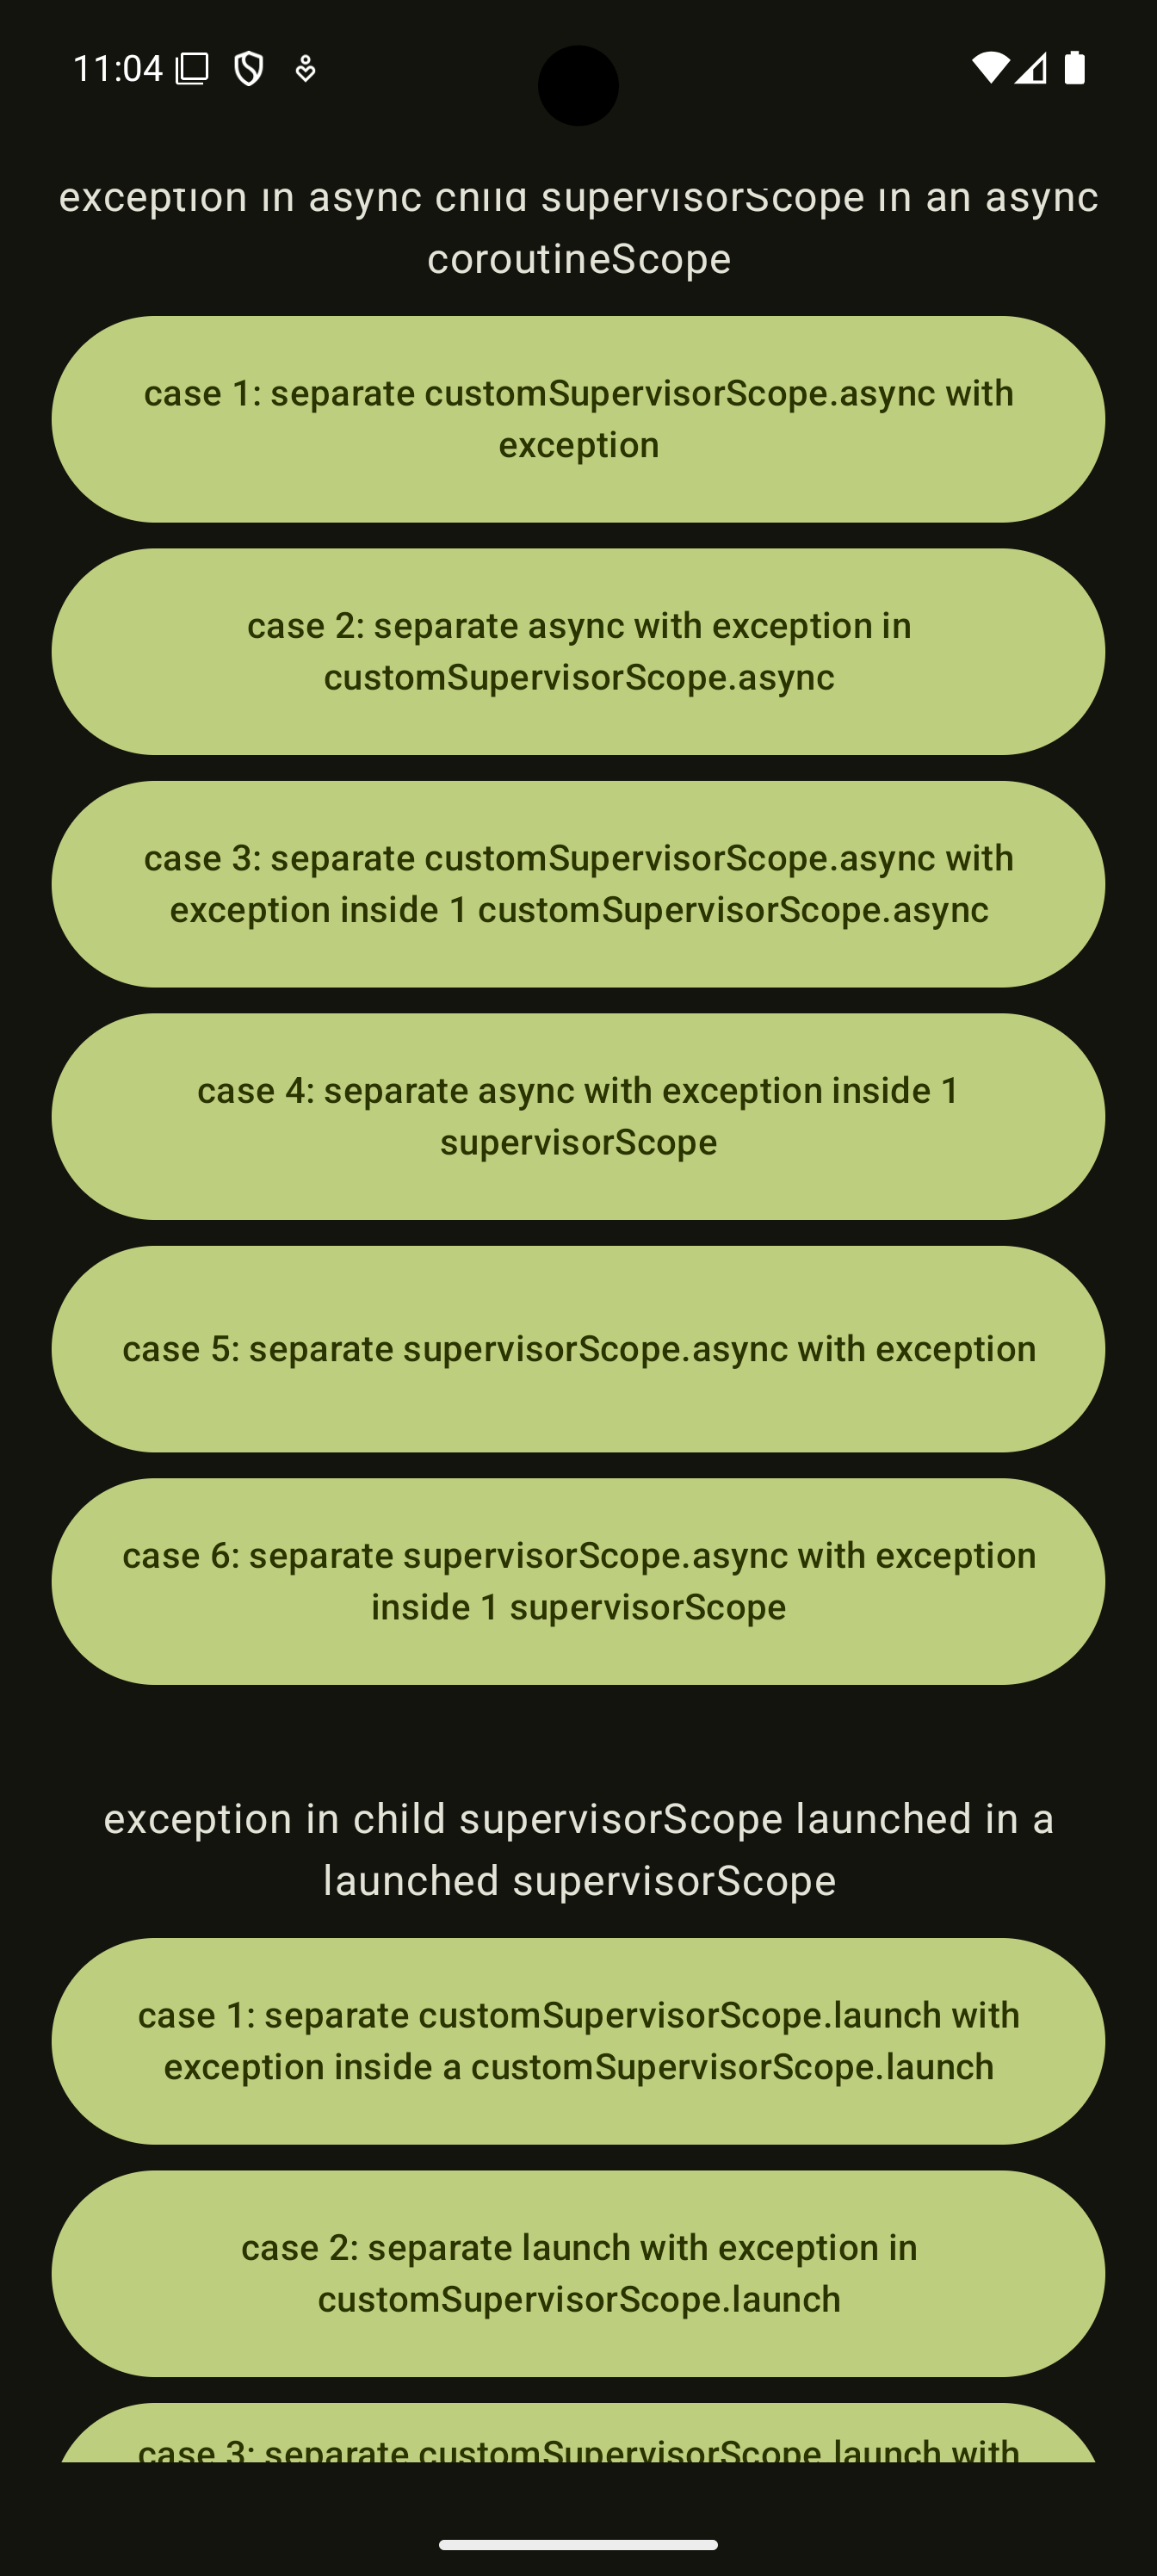 11:04
exception in async child supervisorScope in an async
coroutineScope
case 1: separate customSupervisorScope.async with
exception
case 2: separate async with exception in
customSupervisorScope.async
case 3: separate customSupervisorScope.async with
exception inside 1 customSupervisorScope.async
case 4: separate async with exception inside 1
supervisorScope
case 5: separate supervisorScope.async with exception
case 6: separate supervisorScope.async with exception
inside 1 supervisorScope
exception in child supervisorScope launched in a
launched supervisorScope
case 1: separate customSupervisorScope.launch with
exception inside a customSupervisorScope.launch
case 2: separate launch with exception in
customSupervisorScope.launch
case 3: separate customSupervisorScope.launch with